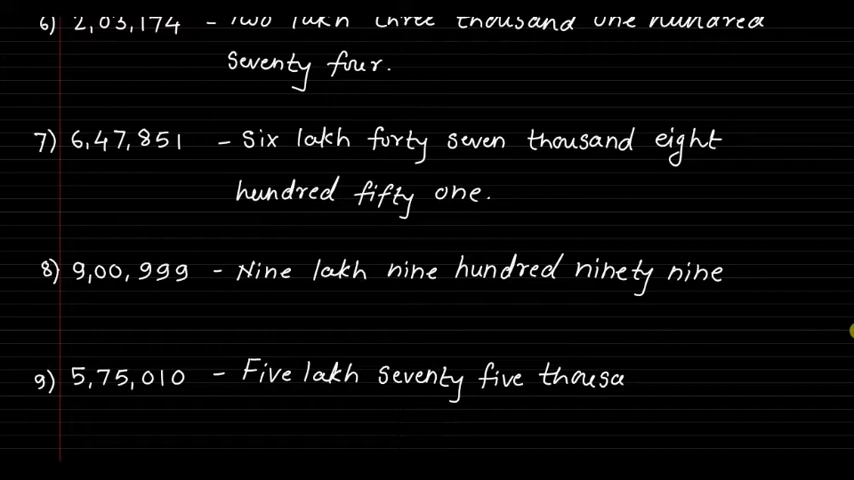 6) 2,03,174 - Two lakh three thousand one hundred
seventy four.
7) 6,47,851 - Six lakh forty seven thousand eight
hundred fifty one.
8) 9,00,999 - Nine lakh nine hundred ninety nine
9) 5,75,010 - Five lakh seventy five thousa